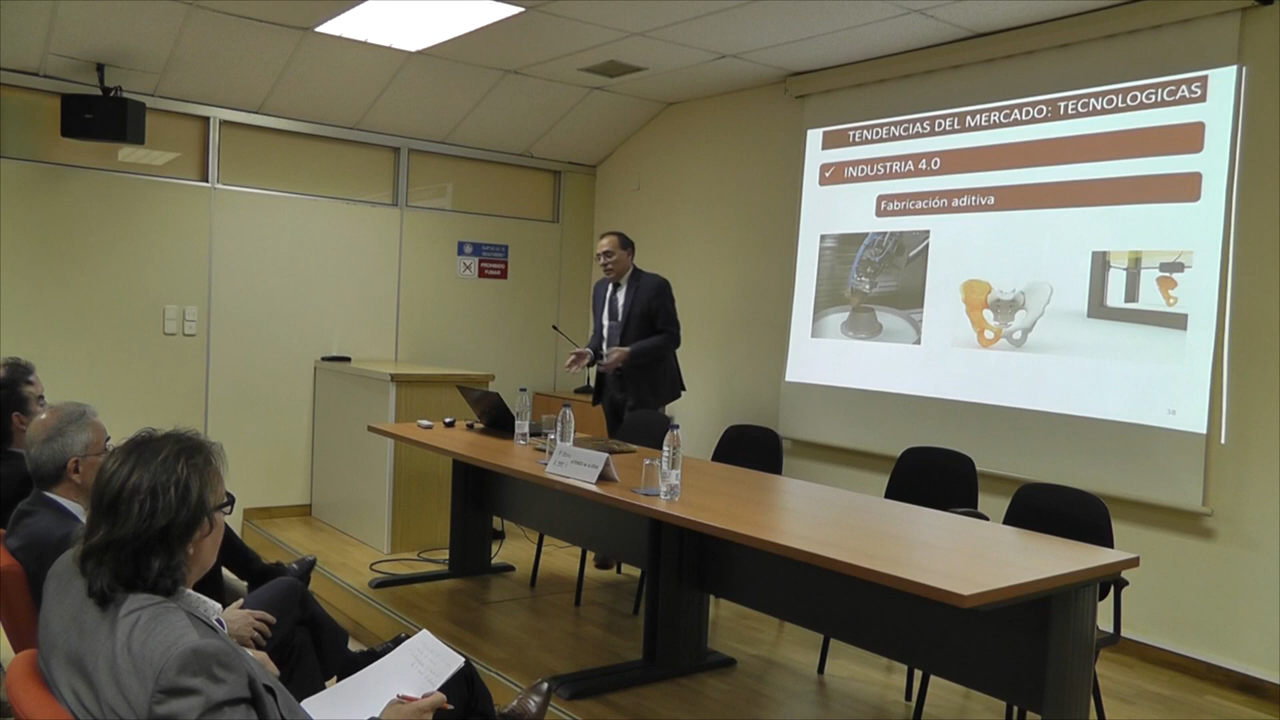 TENDENCIAS DEL MERCADO: TECNOLOGICAS
✓ INDUSTRIA 4.0
Fabricación aditiva
38
PROHIBIDO
FUMAR